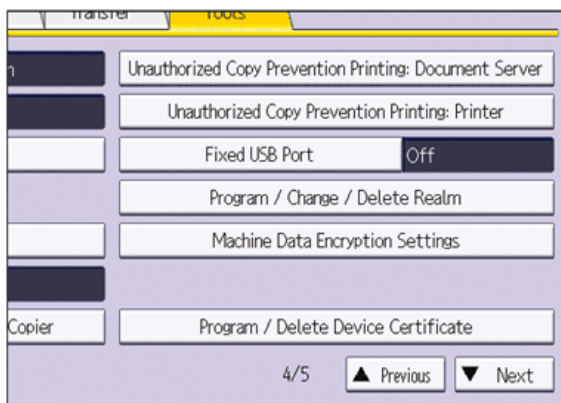 Transfer
Tools
Unauthorized Copy Prevention Printing: Document Server
Unauthorized Copy Prevention Printing: Printer
Fixed USB Port
Off
Program / Change / Delete Realm
Machine Data Encryption Settings
Copier
Program / Delete Device Certificate
4/5
▲ Previous
▼ Next